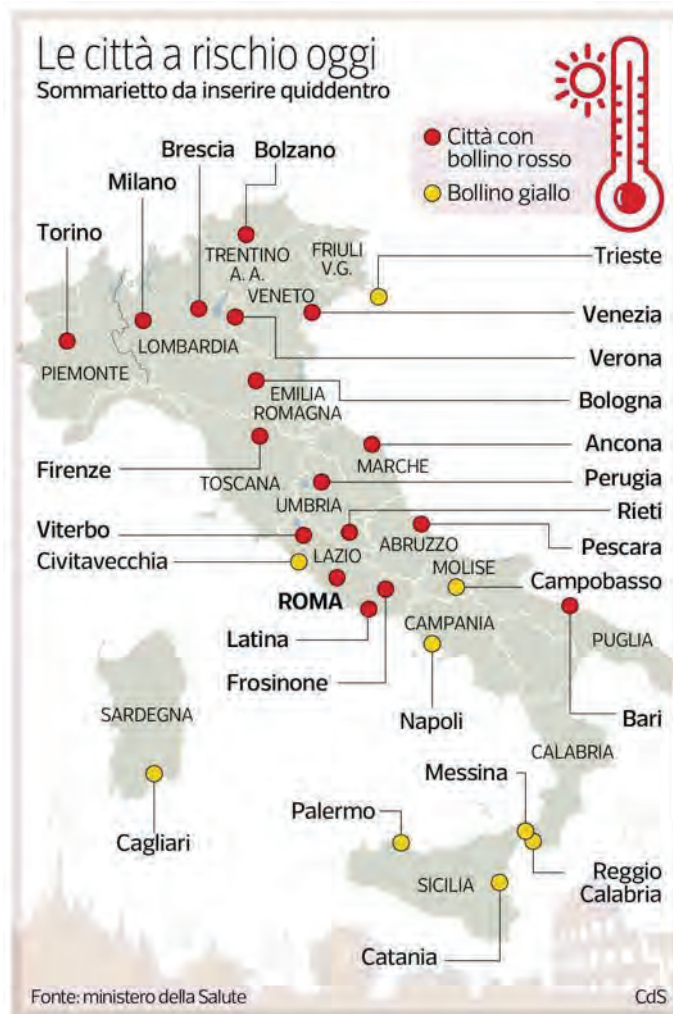 Le città a rischio oggi
Sommarietto da inserire quiddentro
Città con
bollino rosso
Bollino giallo
Brescia
Bolzano
Milano
Torino
TRENTINO
A. A.
FRIULI
V.G.
Trieste
VENETO
Venezia
LOMBARDIA
Verona
PIEMONTE
EMILIA
ROMAGNA
Bologna
Ancona
MARCHE
Firenze
TOSCANA
Perugia
UMBRIA
Rieti
Viterbo
LAZIO
ABRUZZO
Pescara
Civitavecchia
MOLISE
Campobasso
ROMA
CAMPANIA
Latina
PUGLIA
Frosinone
Napoli
Bari
SARDEGNA
CALABRIA
Messina
Palermo
Cagliari
SICILIA
Reggio
Calabria
Catania
Fonte: ministero della Salute
CdS